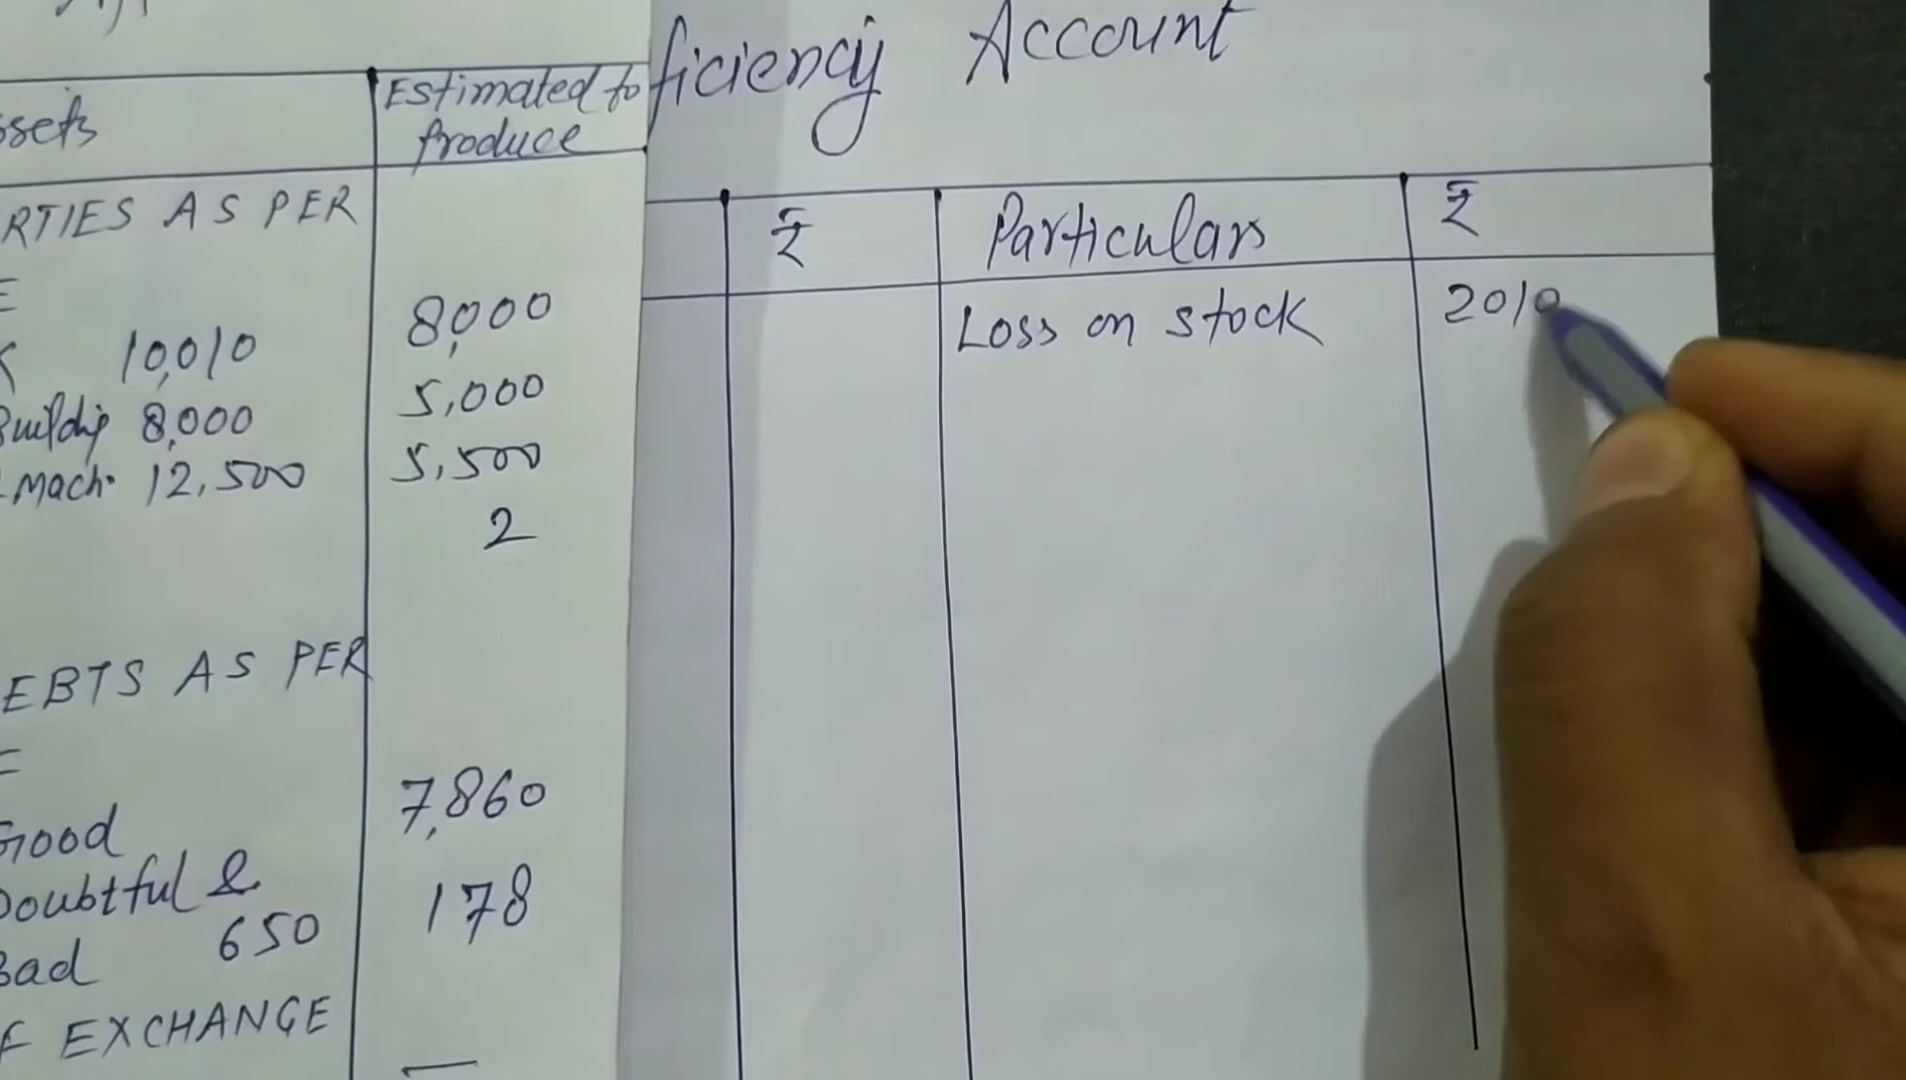 ficiency Account
ssets
Estimated to
produce
RTIES AS PER
10,010 8,000
Building 8,000 5,000
Mach. 12,500 5,500
2
EBTS AS PER
Good 7,860
Doubtful &
Bad 650 178
F EXCHANGE —
₹ Particulars ₹
Loss on stock 2010